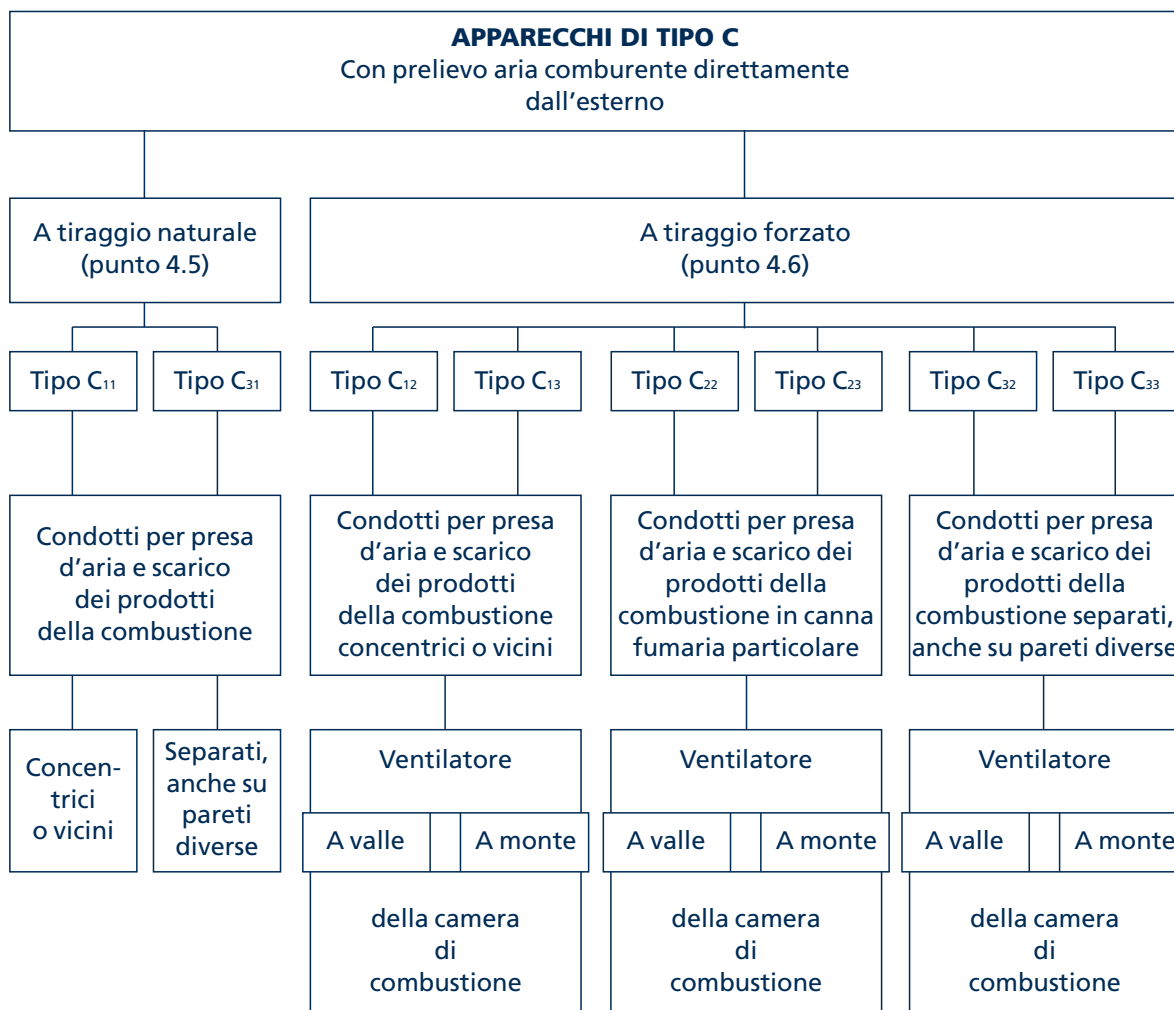 APPARECCHI DI TIPO C
Con prelievo aria comburente direttamente
dall'esterno
A tiraggio naturale
(punto 4.5)
A tiraggio forzato
(punto 4.6)
Tipo C11
Tipo C31
Tipo C12
Tipo C13
Tipo C22
Tipo C23
Tipo C32
Tipo C33
Condotti per presa
d'aria e scarico
dei prodotti
della combustione
Condotti per presa
d'aria e scarico
dei prodotti
della combustione
concentrici o vicini
Condotti per presa
d'aria e scarico dei
prodotti della
combustione in canna
fumaria particolare
Condotti per presa
d'aria e scarico dei
prodotti della
combustione separati,
anche su pareti diverse
Concen-
trici
o vicini
Separati,
anche su
pareti
diverse
Ventilatore
A valle
A monte
della camera
di
combustione
Ventilatore
A valle
A monte
della camera
di
combustione
Ventilatore
A valle
A monte
della camera
di
combustione